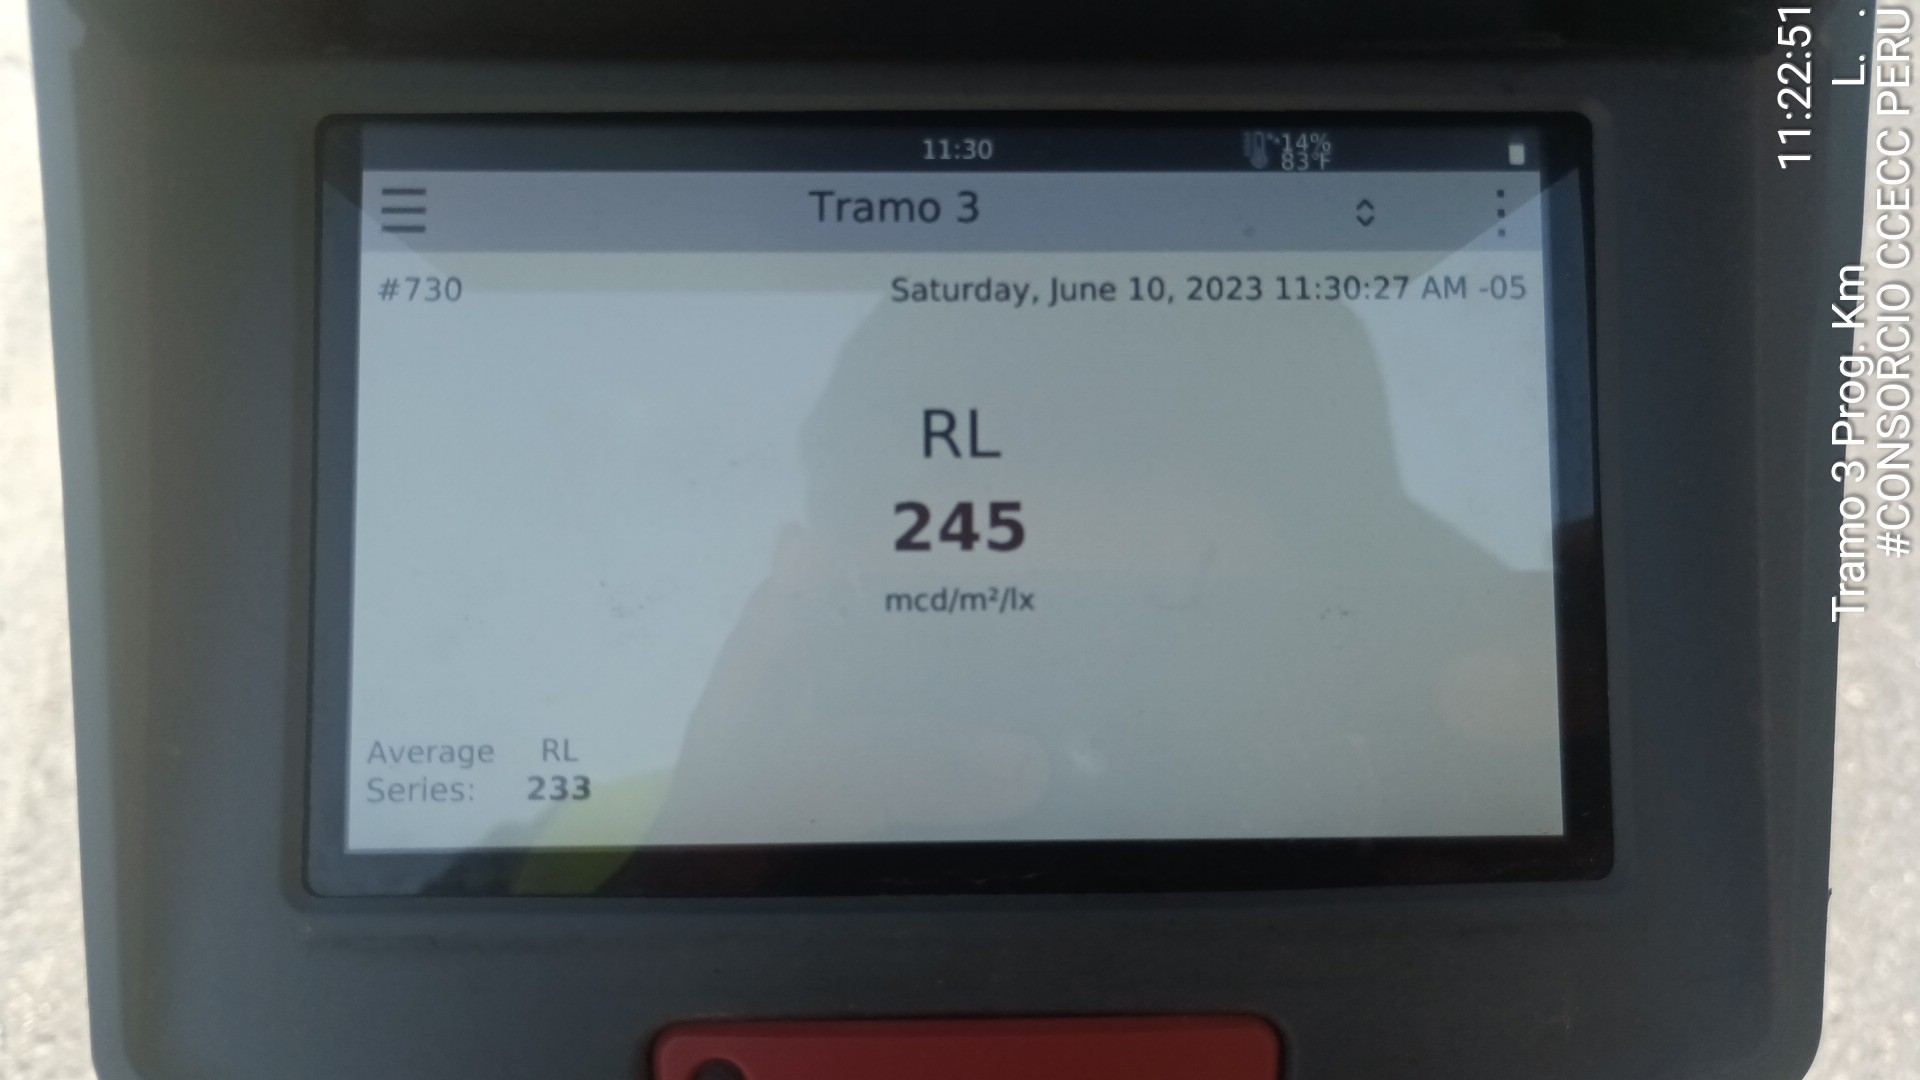 11:30
14%
83°F
Tramo 3
#730
Saturday, June 10, 2023 11:30:27 AM -05
RL
245
mcd/m²/lx
Average RL
Series: 233
11:22:51
Tramo 3 Prog. Km L. .
#CONSORCIO CCECC PERU